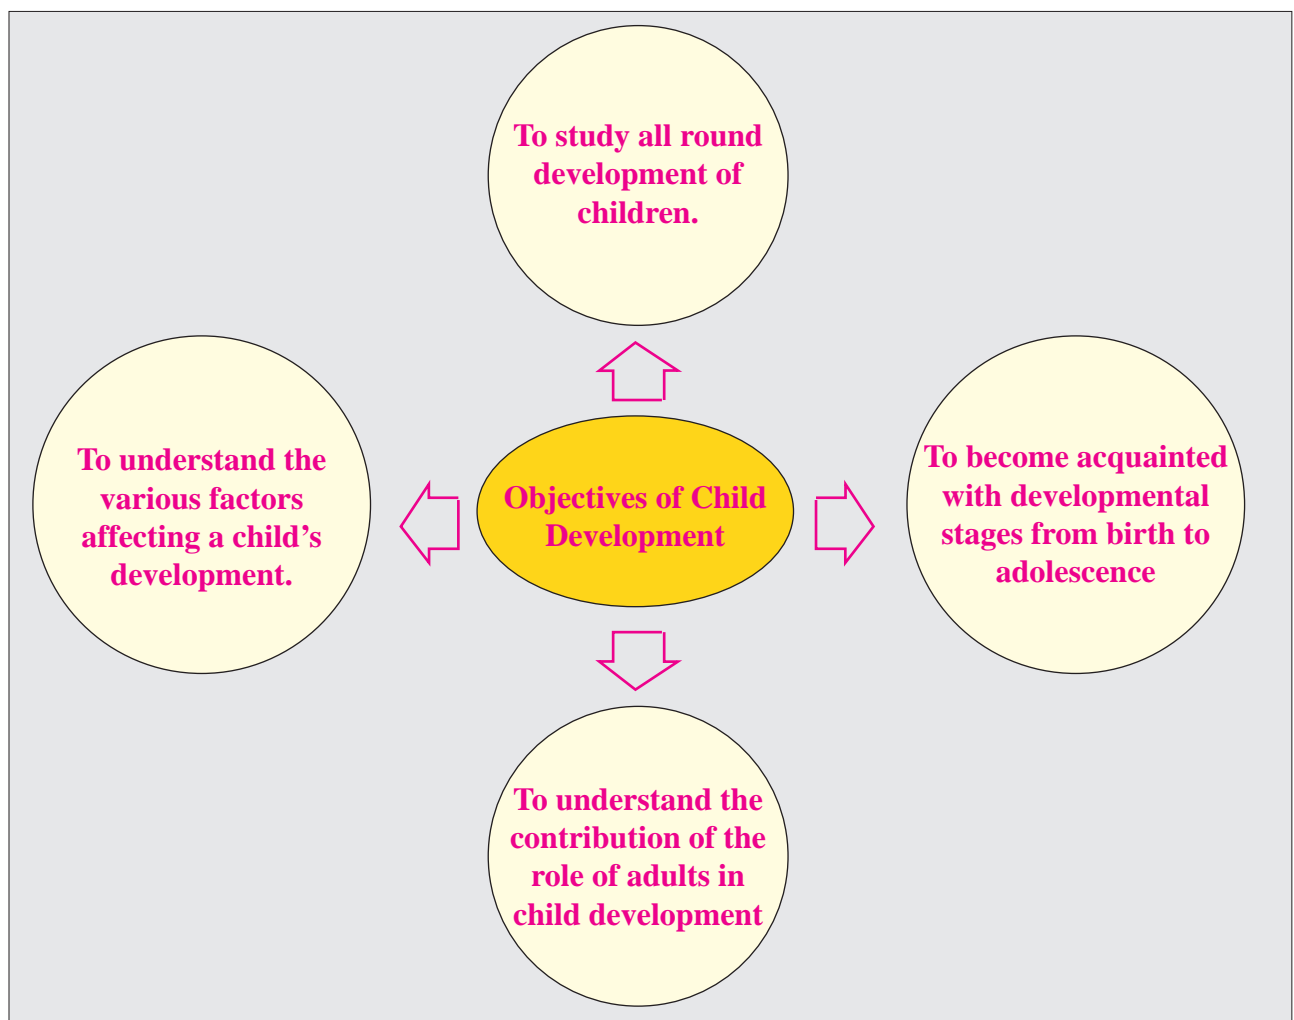 To study all round
development of
children.
To understand the
various factors
affecting a child’s
development.
Objectives of Child
Development
To become acquainted
with developmental
stages from birth to
adolescence
To understand the
contribution of the
role of adults in
child development